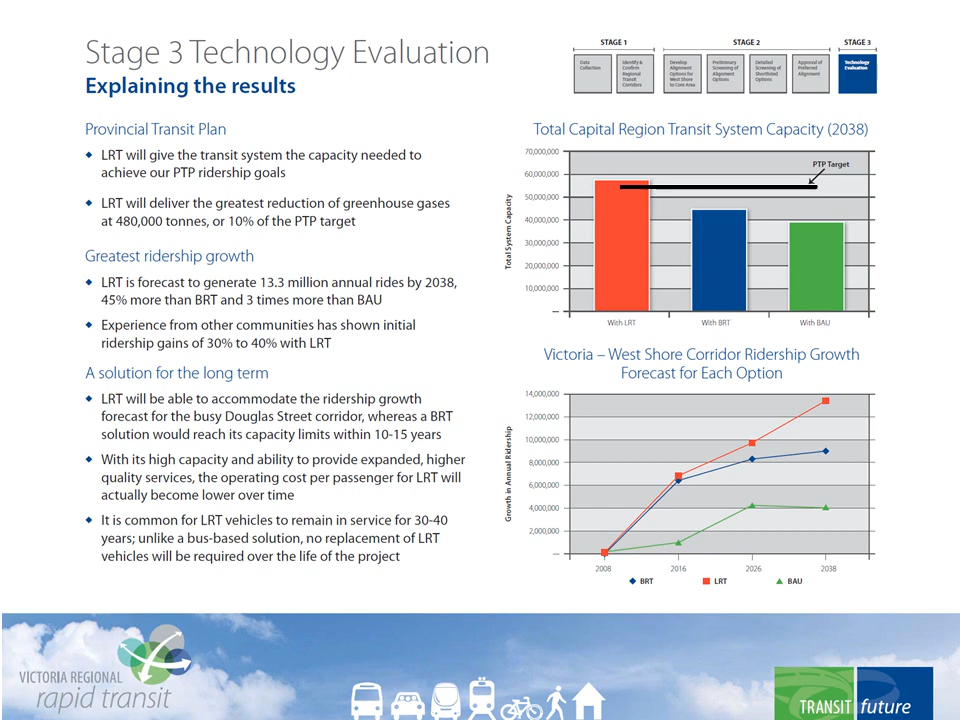 Stage 3 Technology Evaluation
Explaining the results
STAGE 1
STAGE 2
STAGE 3
Data
Collection
Identify &
Confirm
Regional
Transit
Corridors
Develop
Alignment
Options for
West Shore
to Core Area
Preliminary
Screening of
Alignment
Options
Detailed
Screening of
Shortlisted
Options
Approval of
Preferred
Alignment
Technology
Evaluation
Provincial Transit Plan
◆ LRT will give the transit system the capacity needed to
achieve our PTP ridership goals
◆ LRT will deliver the greatest reduction of greenhouse gases
at 480,000 tonnes, or 10% of the PTP target
Greatest ridership growth
◆ LRT is forecast to generate 13.3 million annual rides by 2038,
45% more than BRT and 3 times more than BAU
◆ Experience from other communities has shown initial
ridership gains of 30% to 40% with LRT
A solution for the long term
◆ LRT will be able to accommodate the ridership growth
forecast for the busy Douglas Street corridor, whereas a BRT
solution would reach its capacity limits within 10-15 years
◆ With its high capacity and ability to provide expanded, higher
quality services, the operating cost per passenger for LRT will
actually become lower over time
◆ It is common for LRT vehicles to remain in service for 30-40
years; unlike a bus-based solution, no replacement of LRT
vehicles will be required over the life of the project
Total Capital Region Transit System Capacity (2038)
Total System Capacity
70,000,000
60,000,000
50,000,000
40,000,000
30,000,000
20,000,000
10,000,000
—
PTP Target
With LRT
With BRT
With BAU
Victoria – West Shore Corridor Ridership Growth
Forecast for Each Option
Growth in Annual Ridership
14,000,000
12,000,000
10,000,000
8,000,000
6,000,000
4,000,000
2,000,000
—
2008
2016
2026
2038
BRT
LRT
BAU
VICTORIA REGIONAL
rapid transit
TRANSIT future